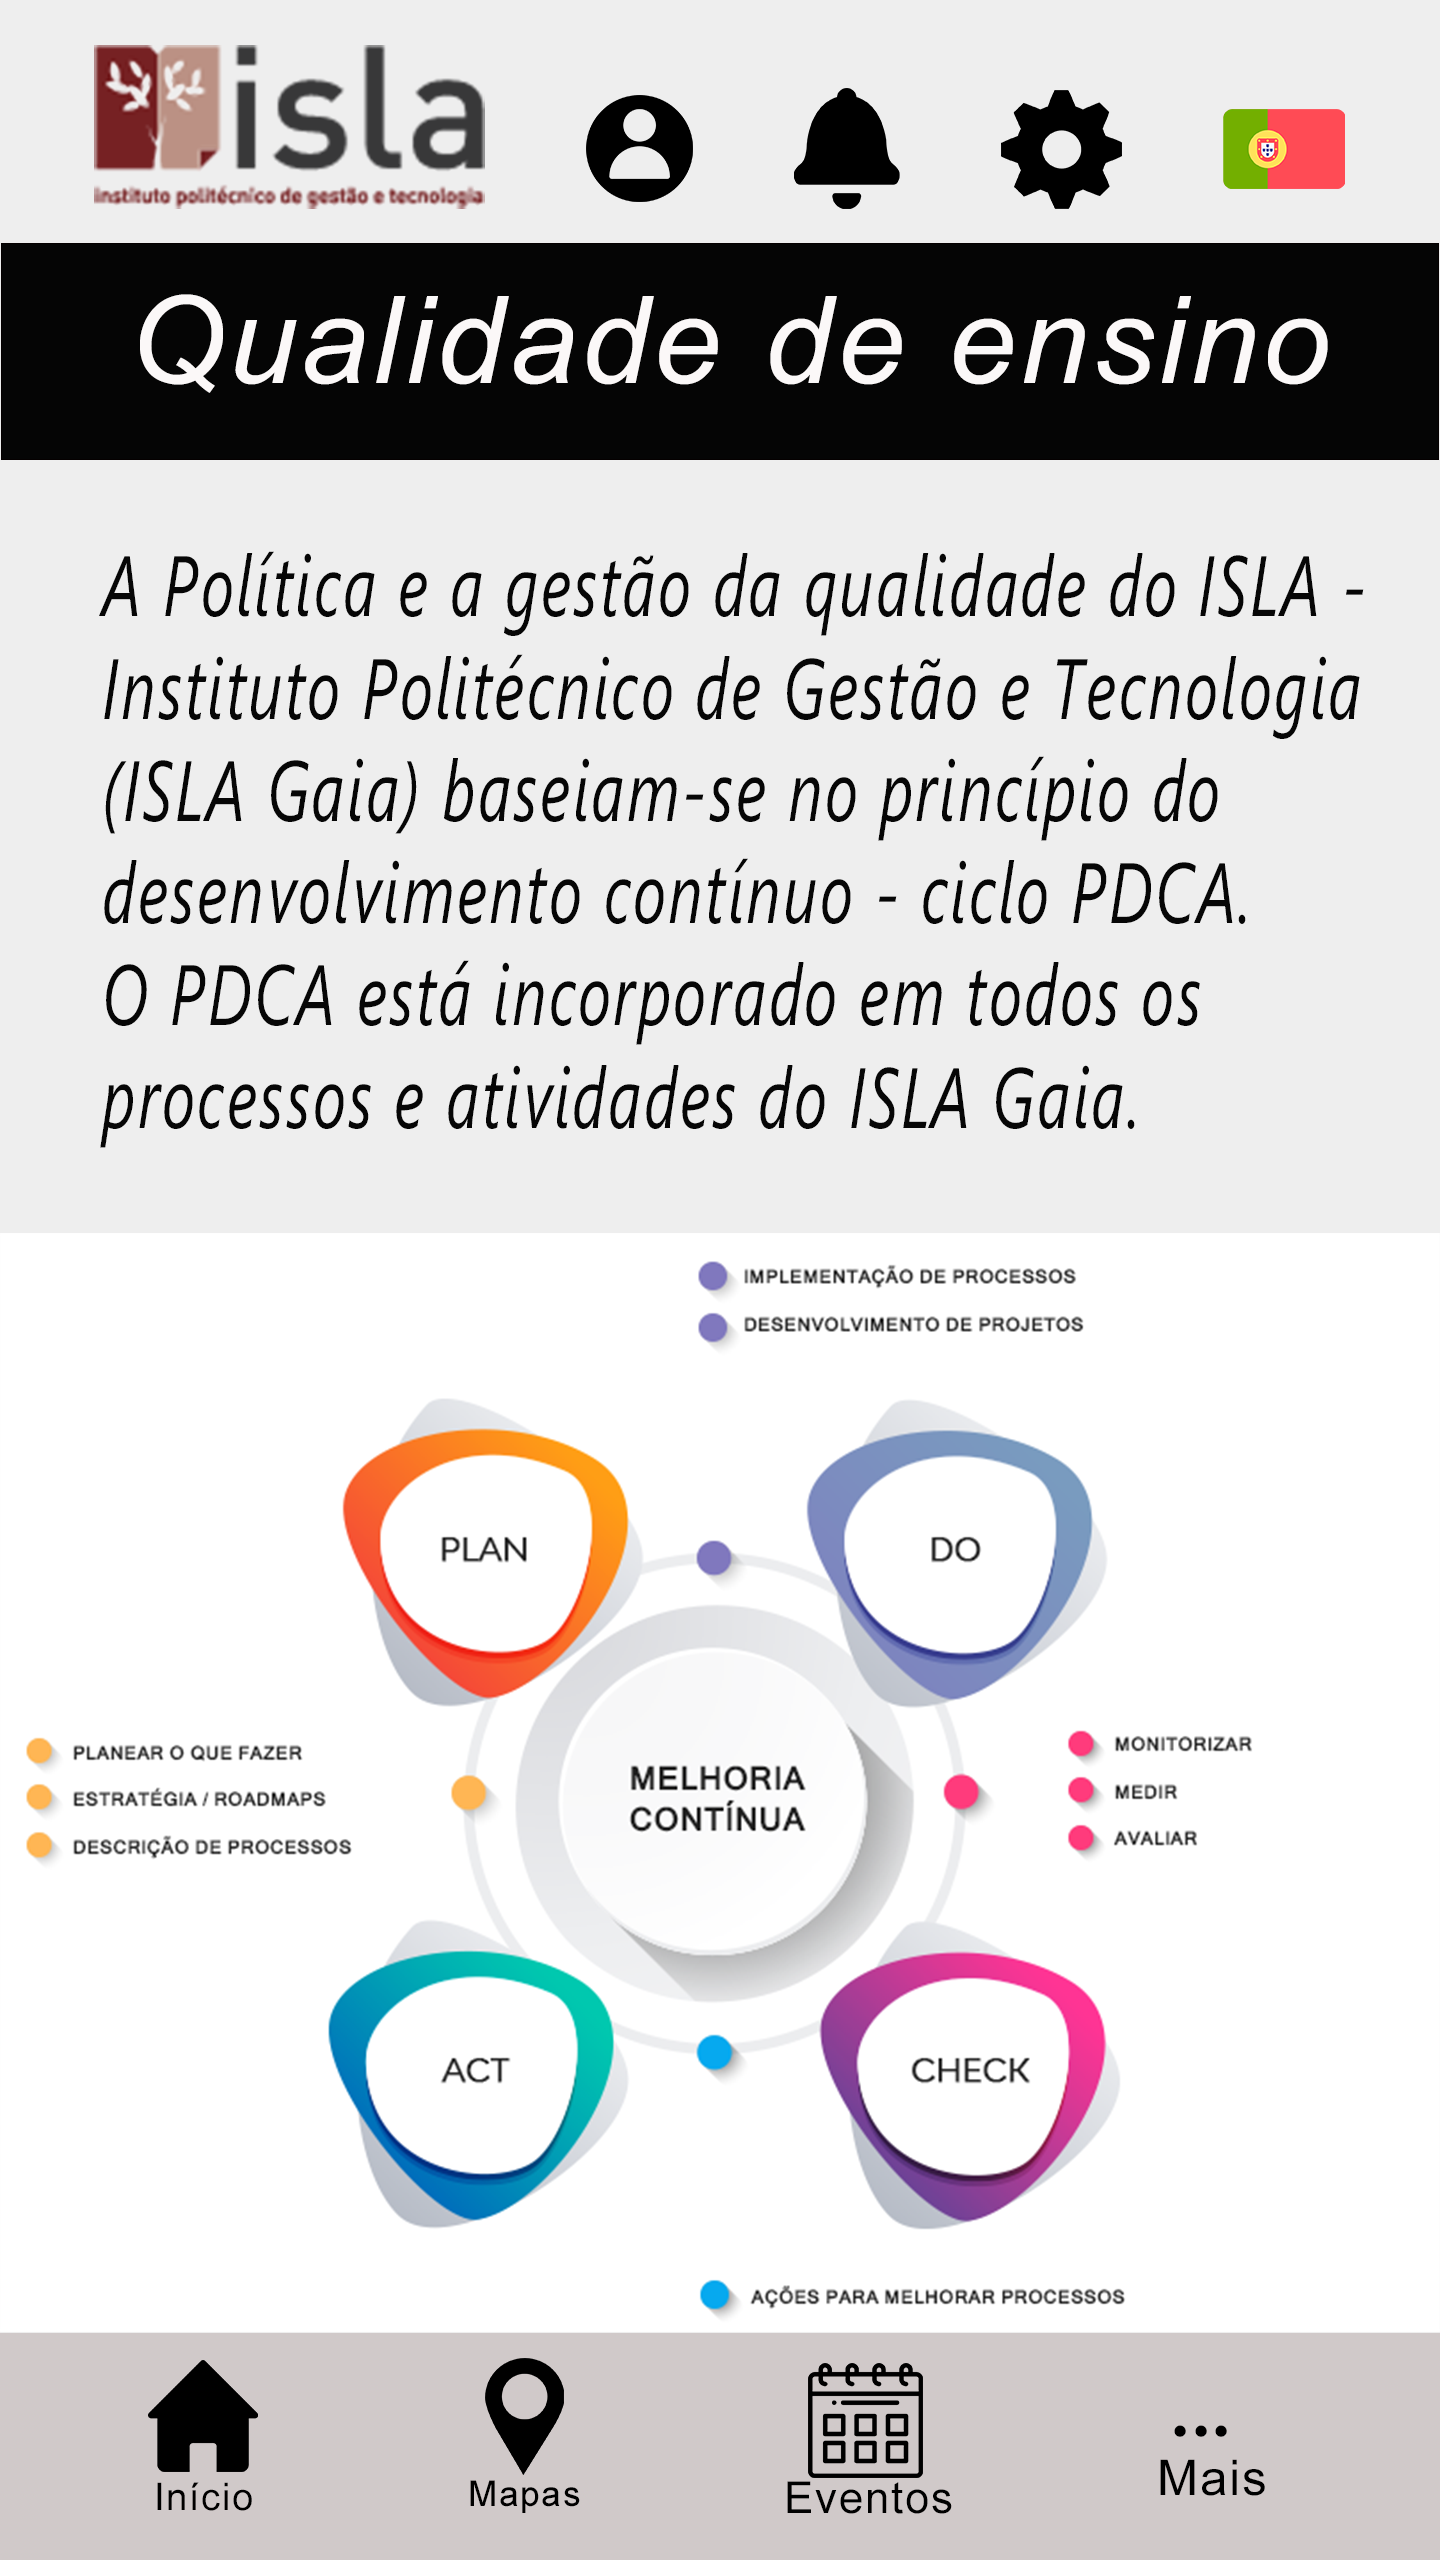 isla
instituto politécnico de gestão e tecnologia
Qualidade de ensino
A Política e a gestão da qualidade do ISLA -
Instituto Politécnico de Gestão e Tecnologia
(ISLA Gaia) baseiam-se no princípio do
desenvolvimento contínuo - ciclo PDCA.
O PDCA está incorporado em todos os
processos e atividades do ISLA Gaia.
IMPLEMENTAÇÃO DE PROCESSOS
DESENVOLVIMENTO DE PROJETOS
PLAN
DO
PLANEAR O QUE FAZER
ESTRATÉGIA / ROADMAPS
DESCRIÇÃO DE PROCESSOS
MELHORIA
CONTÍNUA
MONITORIZAR
MEDIR
AVALIAR
ACT
CHECK
AÇÕES PARA MELHORAR PROCESSOS
Início
Mapas
Eventos
...
Mais